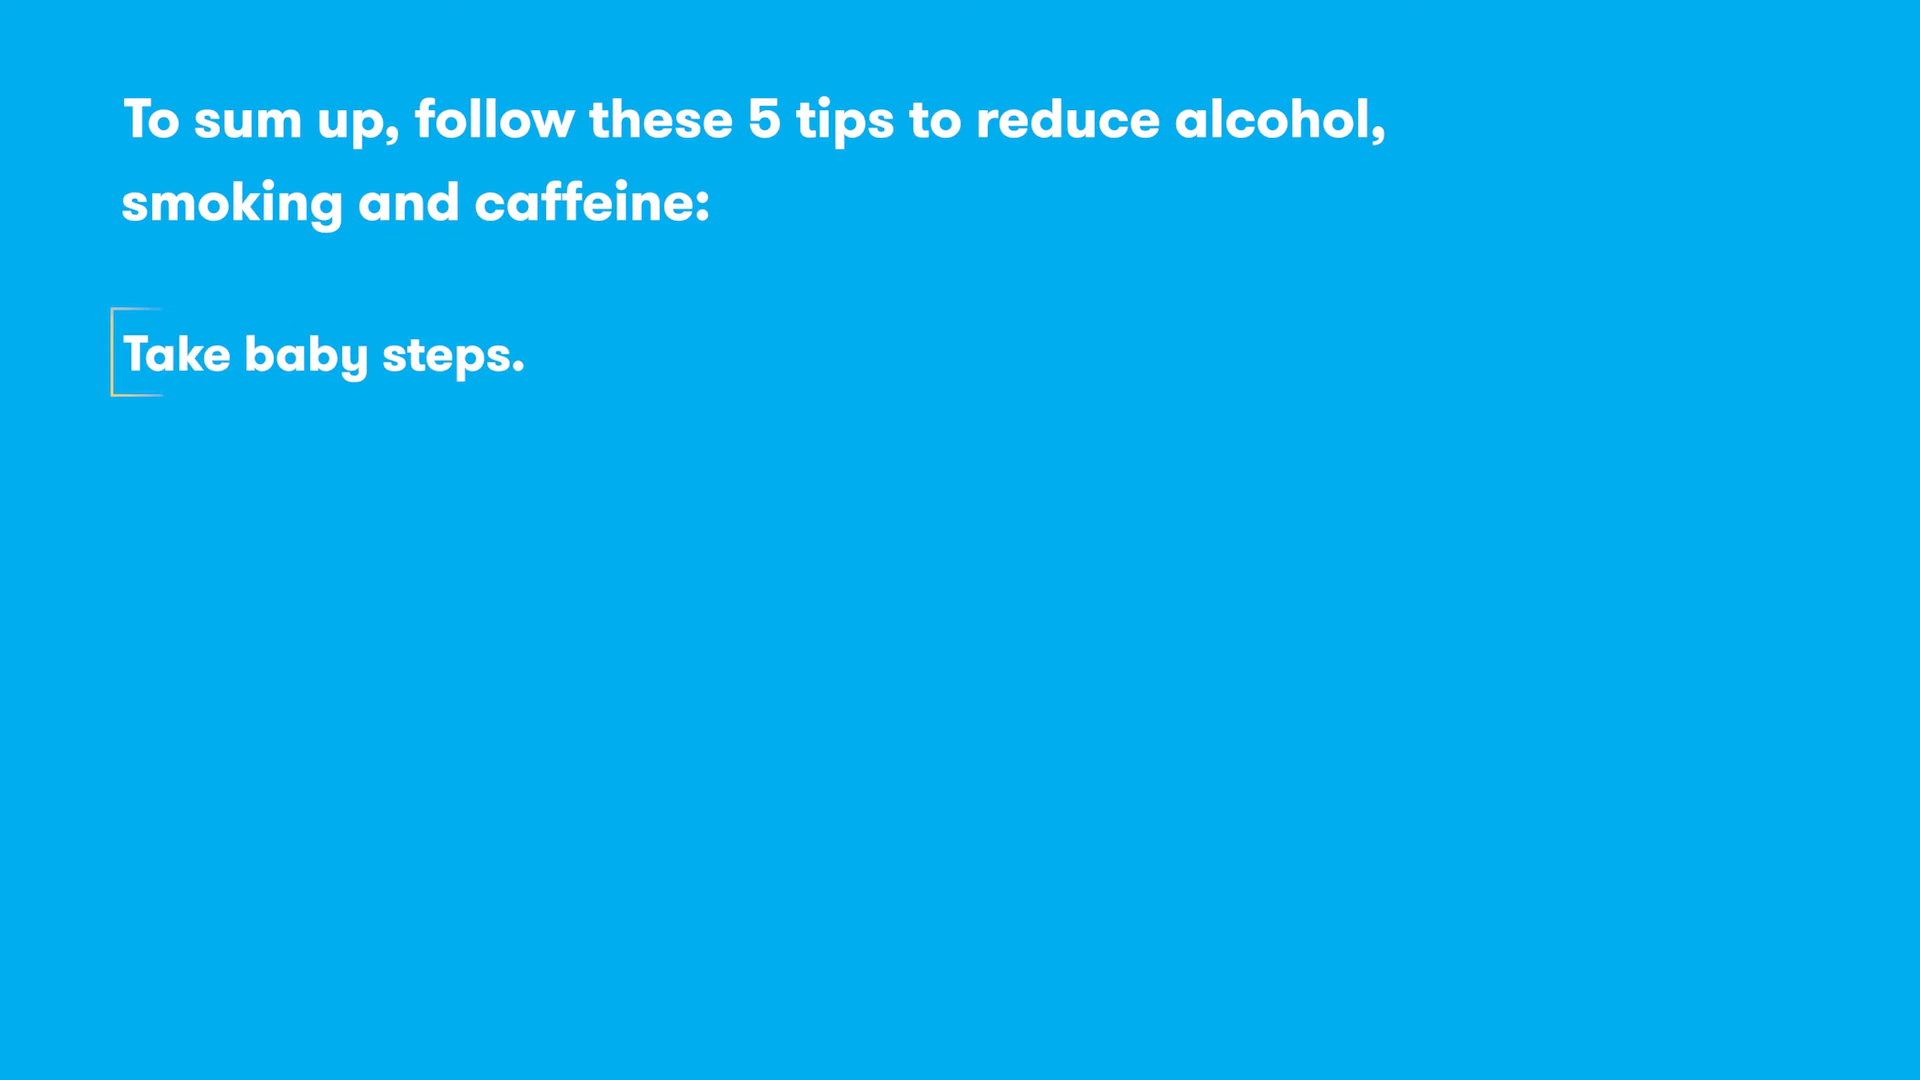 To sum up, follow these 5 tips to reduce alcohol,
smoking and caffeine:
Take baby steps.